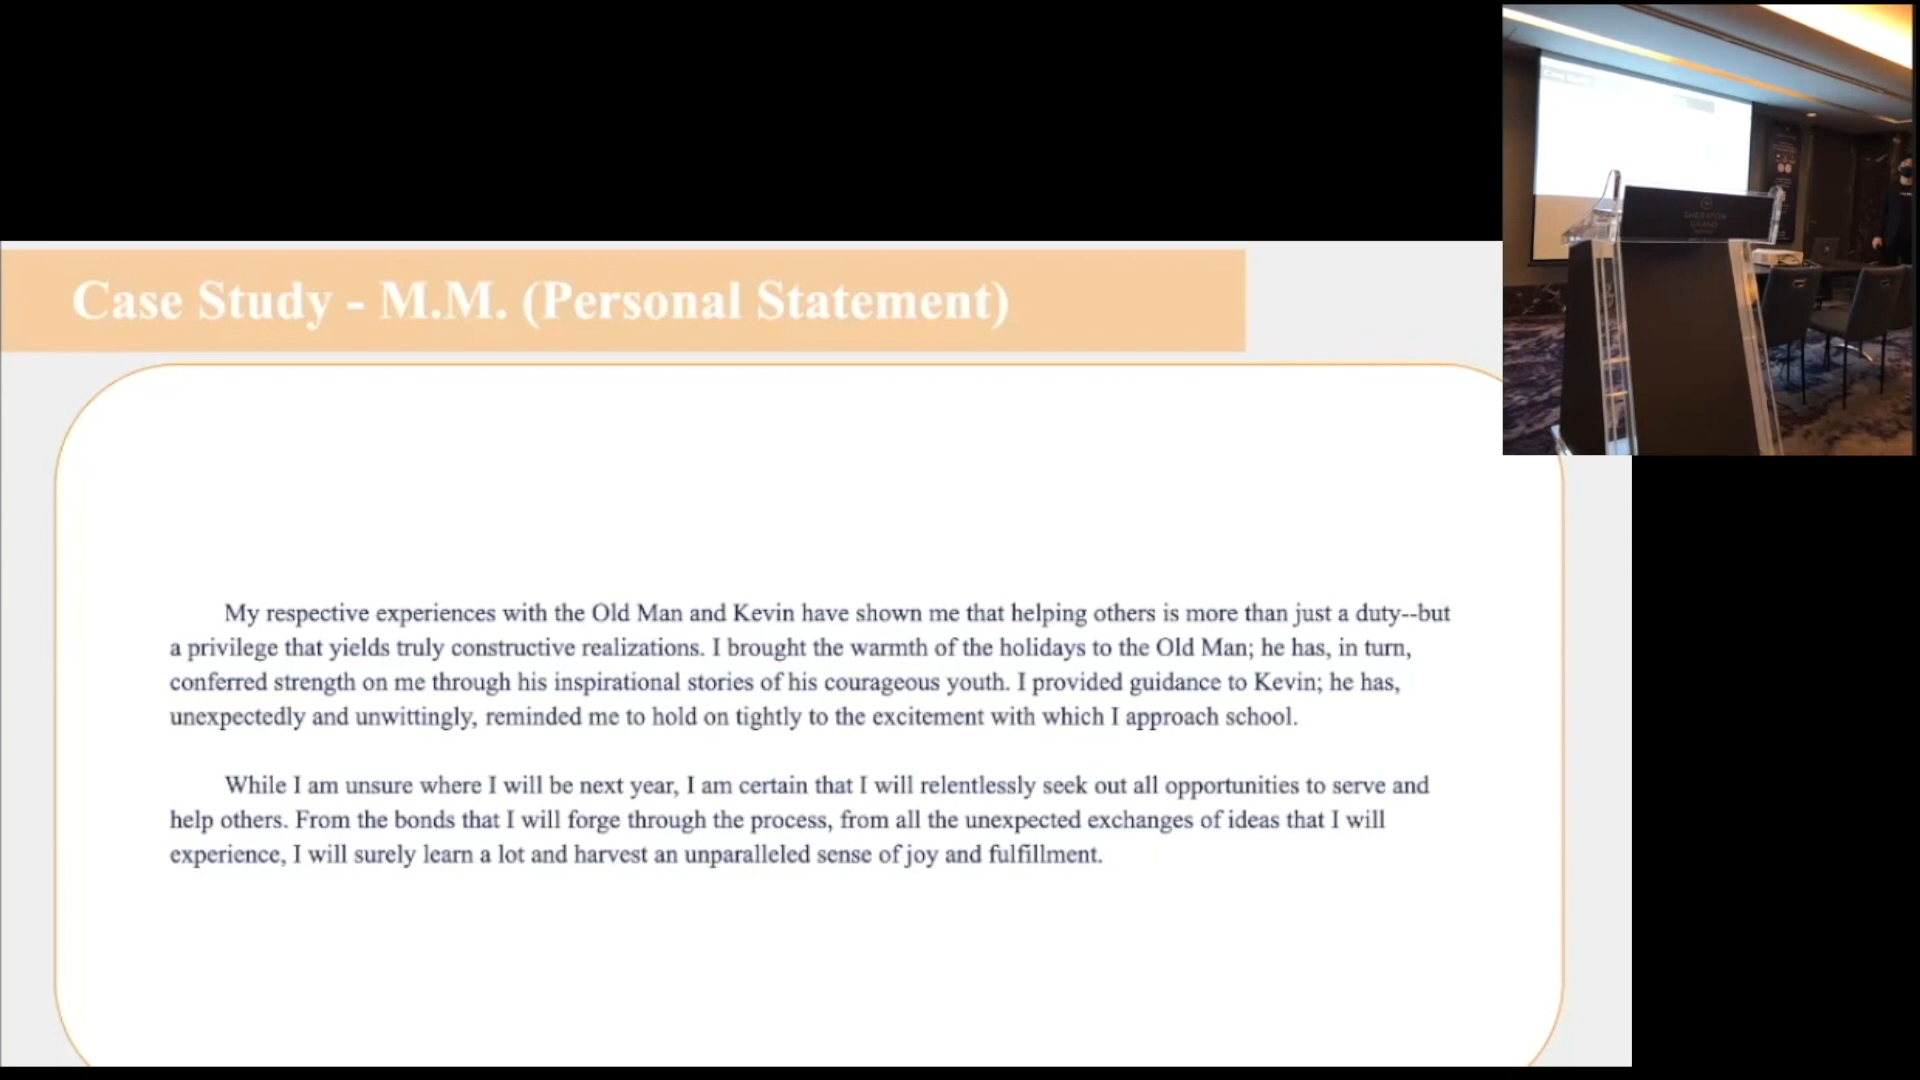 Case Study - M.M. (Personal Statement)
My respective experiences with the Old Man and Kevin have shown me that helping others is more than just a duty--but
a privilege that yields truly constructive realizations. I brought the warmth of the holidays to the Old Man; he has, in turn,
conferred strength on me through his inspirational stories of his courageous youth. I provided guidance to Kevin; he has,
unexpectedly and unwittingly, reminded me to hold on tightly to the excitement with which I approach school.
While I am unsure where I will be next year, I am certain that I will relentlessly seek out all opportunities to serve and
help others. From the bonds that I will forge through the process, from all the unexpected exchanges of ideas that I will
experience, I will surely learn a lot and harvest an unparalleled sense of joy and fulfillment.
SHERATON
GRAND